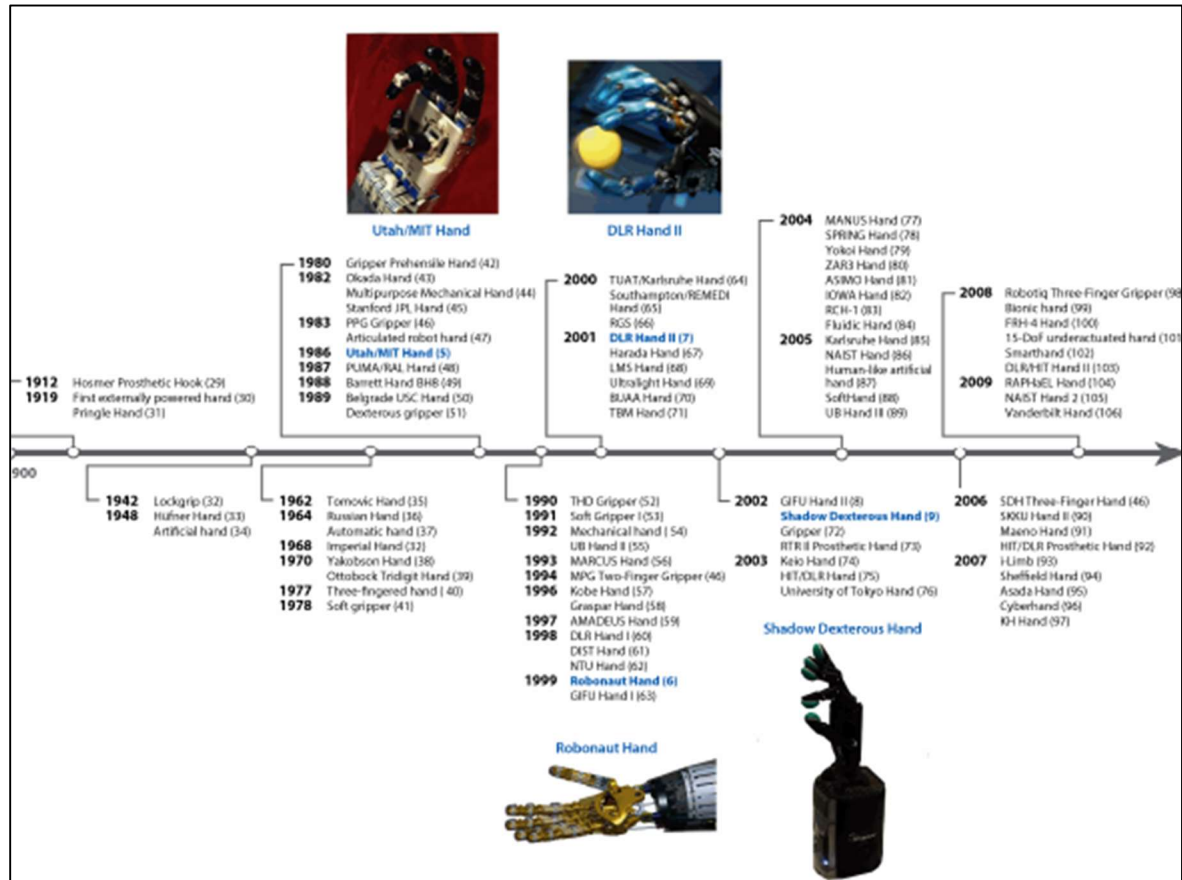 Utah/MIT Hand
DLR Hand II
1980 Gripper Prehensile Hand (42)
1982 Okada Hand (43)
Multipurpose Mechanical Hand (44)
Stanford JPL Hand (45)
1983 PPG Gripper (46)
Articulated robot hand (47)
1986 Utah/MIT Hand (5)
1987 PUMA/RAL Hand (48)
1988 Barrett Hand BH8 (49)
1989 Belgrade USC Hand (50)
Dexterous gripper (51)
2000 TUAT/Karlsruhe Hand (64)
Southampton/REMEDI
Hand (65)
RGS (66)
2001 DLR Hand II (7)
Harada Hand (67)
LMS Hand (68)
Ultralight Hand (69)
BUAA Hand (70)
TBM Hand (71)
2004 MANUS Hand (77)
SPRING Hand (78)
Yokoi Hand (79)
ZAR3 Hand (80)
ASIMO Hand (81)
IOWA Hand (82)
RCH-1 (83)
Fluidic Hand (84)
2005 Karlsruhe Hand (85)
NAIST Hand (86)
Human-like artificial
hand (87)
SoftHand (88)
UB Hand III (89)
2008 Robotiq Three-Finger Gripper (98
Bionic hand (99)
FRH-4 Hand (100)
15-DoF underactuated hand (101
Smarthand (102)
DLR/HIT Hand II (103)
2009 RAPHaEL Hand (104)
NAIST Hand 2 (105)
Vanderbilt Hand (106)
1912 Hosmer Prosthetic Hook (29)
1919 First externally powered hand (30)
Pringle Hand (31)
900
1942 Lockgrip (32)
1948 Hüfner Hand (33)
Artificial hand (34)
1962 Tomovic Hand (35)
1964 Russian Hand (36)
Automatic hand (37)
1968 Imperial Hand (32)
1970 Yakobson Hand (38)
Ottobock Tridigit Hand (39)
1977 Three-fingered hand ( 40)
1978 Soft gripper (41)
1990 THO Gripper (52)
1991 Soft Gripper I (53)
1992 Mechanical hand ( 54)
UB Hand II (55)
1993 MARCUS Hand (56)
1994 MPG Two-Finger Gripper (46
1996 Kobe Hand (57)
Graspar Hand (58)
1997 AMADEUS Hand (59)
1998 DLR Hand I (60)
DIST Hand (61)
NTU Hand (62)
1999 Robonaut Hand (6)
GIFU Hand I (63)
2002 GIFU Hand II (8)
Shadow Dexterous Hand (9)
Gripper (72)
RTR II Prosthetic Hand (73)
2003 Keio Hand (74)
HIT/DLR Hand (75)
University of Tokyo Hand (76)
2006 SDH Three-Finger Hand (46
SKKU Hand II (90)
Maeno Hand (91)
HIT/DLR Prosthetic Hand (92)
2007 i-Limb (93)
Sheffield Hand (94)
Asada Hand (95)
Cyberhand (96)
KH Hand (97)
Shadow Dexterous Hand
Robonaut Hand